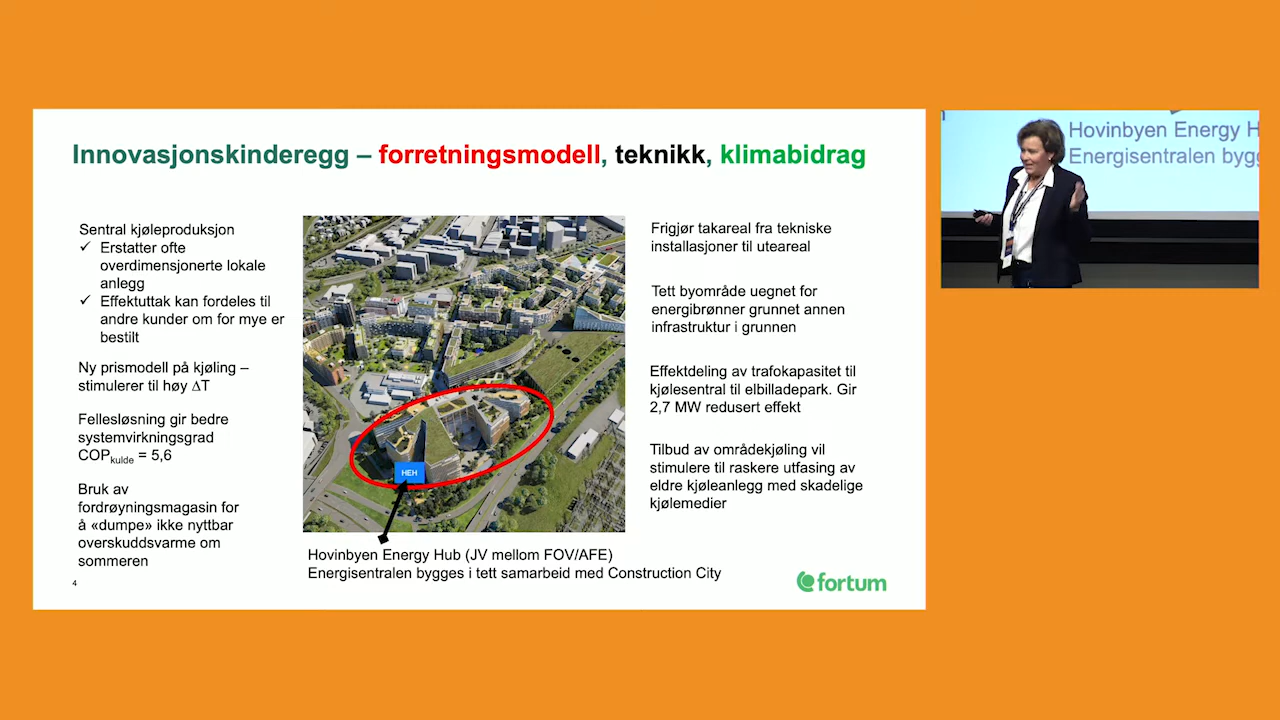 Innovasjonskinderegg – forretningsmodell, teknikk, klimabidrag
Sentral kjøleproduksjon
✓ Erstatter ofte
overdimensjonerte lokale
anlegg
✓ Effektuttak kan fordeles til
andre kunder om for mye er
bestilt
Ny prismodell på kjøling –
stimulerer til høy ΔT
Fellesløsning gir bedre
systemvirkningsgrad
COPkulde = 5,6
Bruk av
fordrøyningsmagasin for
å «dumpe» ikke nyttbar
overskuddsvarme om
sommeren
4
HEH
Hovinbyen Energy Hub (JV mellom FOV/AFE)
Energisentralen bygges i tett samarbeid med Construction City
Frigjør takareal fra tekniske
installasjoner til uteareal
Tett byområde uegnet for
energibrønner grunnet annen
infrastruktur i grunnen
Effektdeling av trafokapasitet til
kjølesentral til elbilladepark. Gir
2,7 MW redusert effekt
Tilbud av områdekjøling vil
stimulere til raskere utfasing av
eldre kjøleanlegg med skadelige
kjølemedier
fortum
Hovinbyen Energy H
Energisentralen bygg